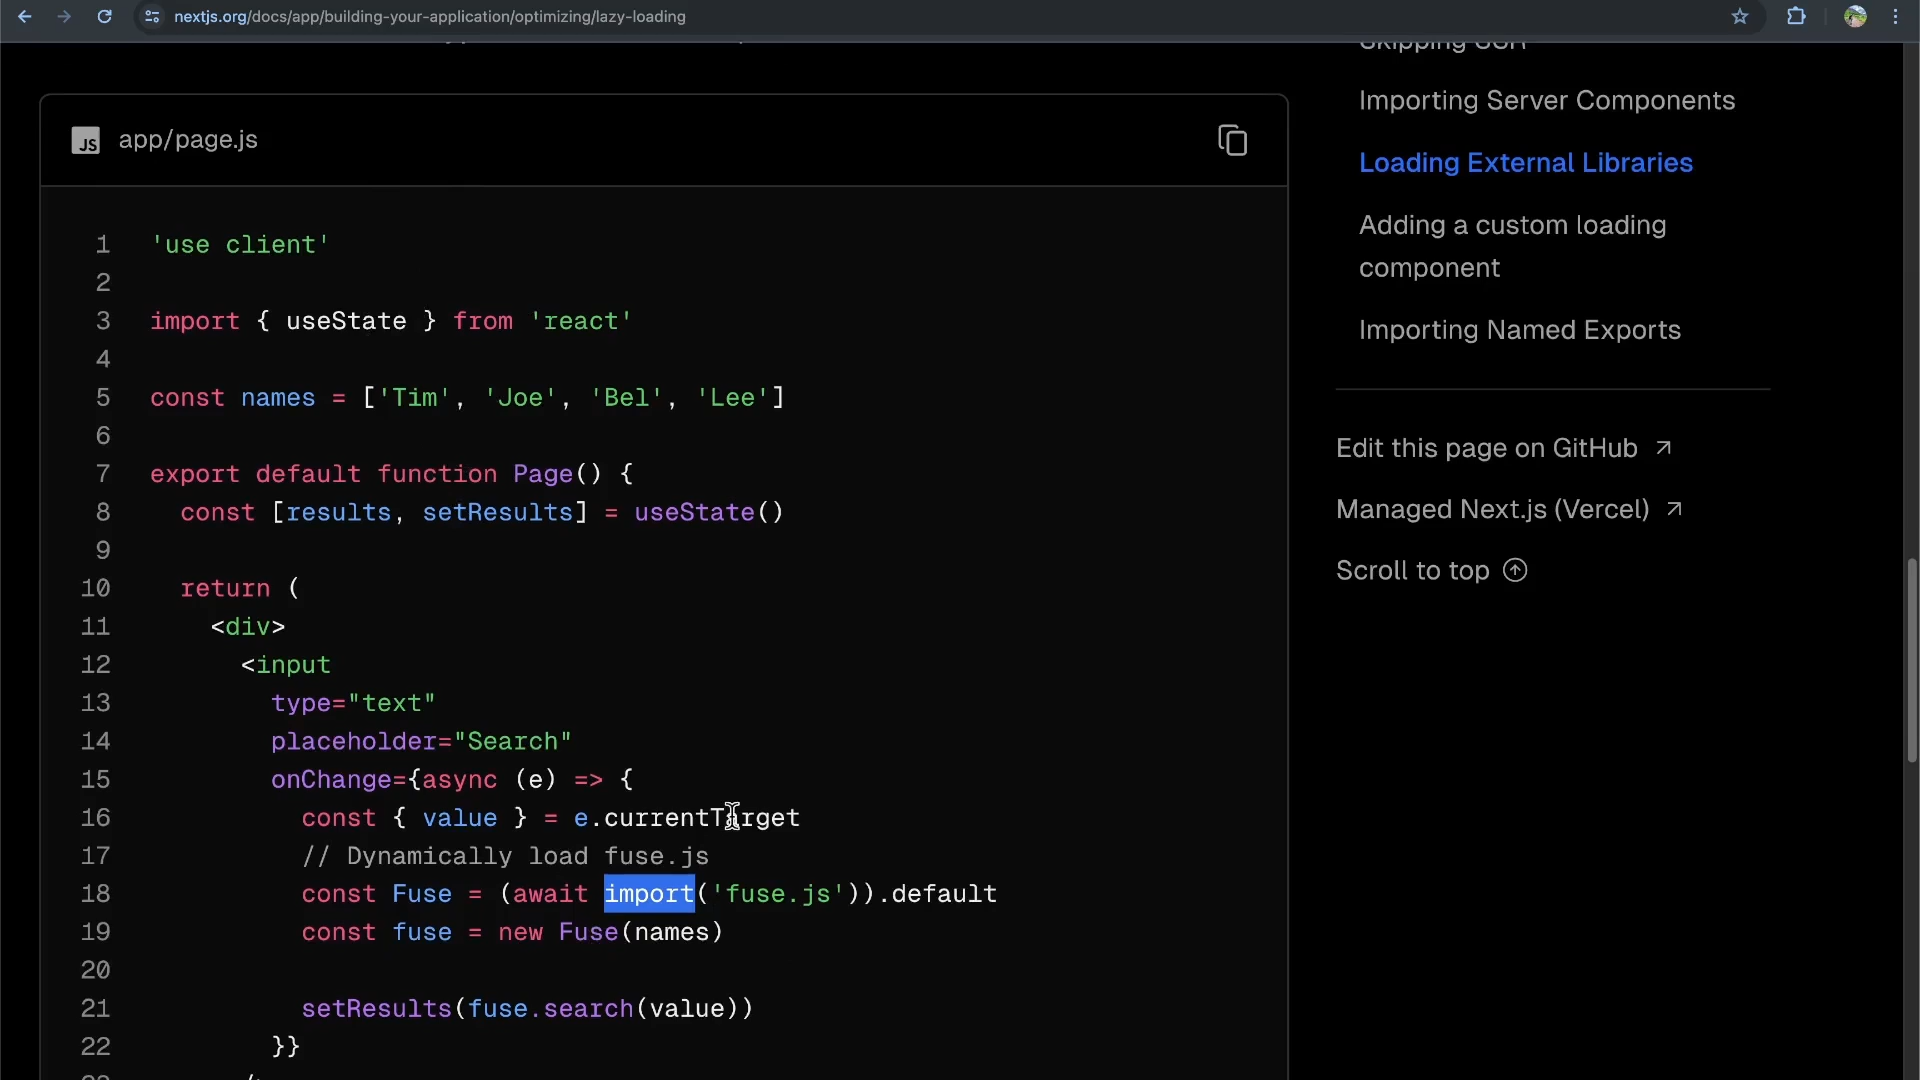 nextjs.org/docs/app/building-your-application/optimizing/lazy-loading
Skipping SSR
Importing Server Components
Loading External Libraries
Adding a custom loading
component
Importing Named Exports
Edit this page on GitHub
Managed Next.js (Vercel)
Scroll to top
JS app/page.js
1 'use client'
2
3 import { useState } from 'react'
4
5 const names = ['Tim', 'Joe', 'Bel', 'Lee']
6
7 export default function Page() {
8 const [results, setResults] = useState()
9
10 return (
11 <div>
12 <input
13 type="text"
14 placeholder="Search"
15 onChange={async (e) => {
16 const { value } = e.currentTarget
17 // Dynamically load fuse.js
18 const Fuse = (await import('fuse.js')).default
19 const fuse = new Fuse(names)
20
21 setResults(fuse.search(value))
22 }}